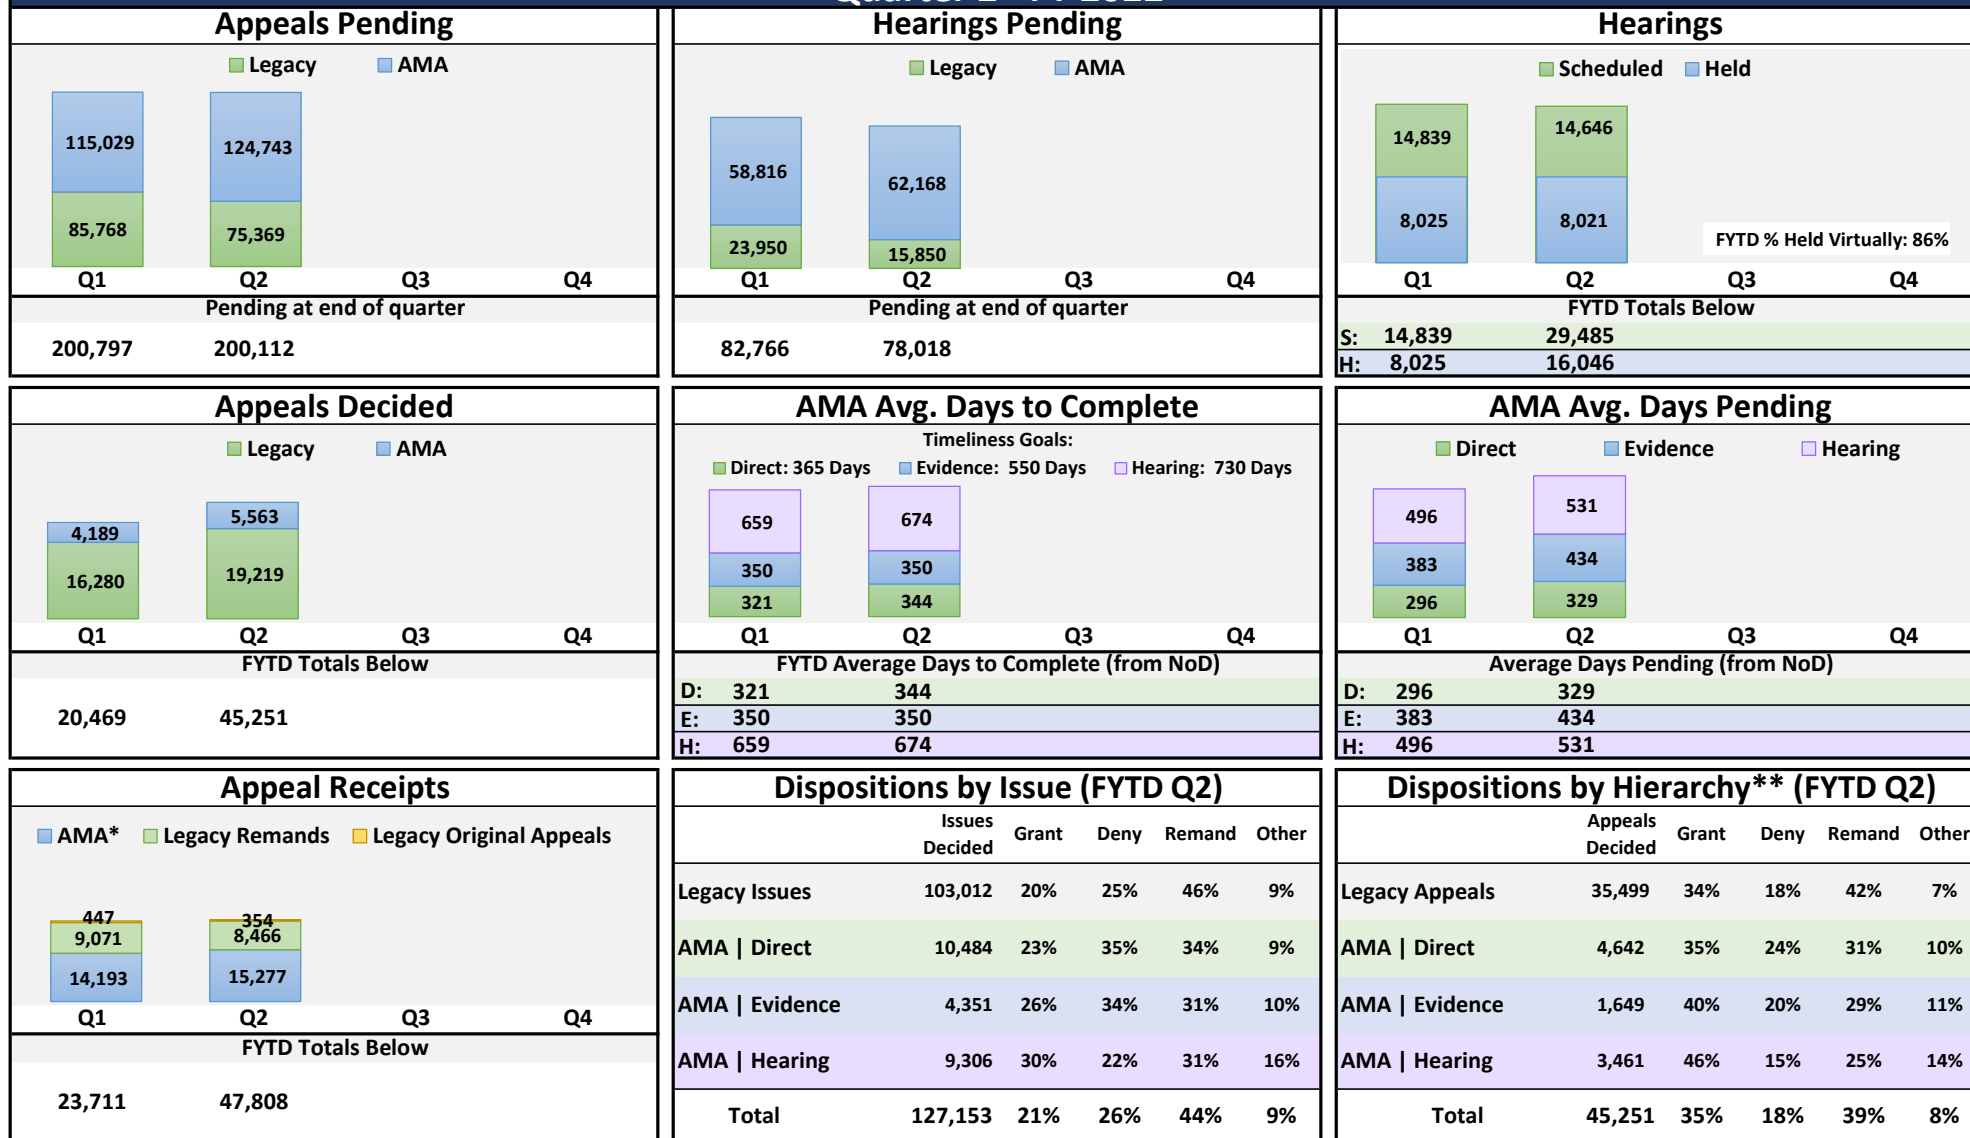 Appeals Pending
Legacy AMA
115,029 124,743
85,768 75,369
Q1 Q2 Q3 Q4
Pending at end of quarter
200,797 200,112
Hearings Pending
Legacy AMA
58,816 62,168
23,950 15,850
Q1 Q2 Q3 Q4
Pending at end of quarter
82,766 78,018
Hearings
Scheduled Held
14,839 14,646
8,025 8,021
FYTD % Held Virtually: 86%
Q1 Q2 Q3 Q4
FYTD Totals Below
S: 14,839 29,485
H: 8,025 16,046
Appeals Decided
Legacy AMA
4,189 5,563
16,280 19,219
Q1 Q2 Q3 Q4
FYTD Totals Below
20,469 45,251
AMA Avg. Days to Complete
Timeliness Goals:
Direct: 365 Days Evidence: 550 Days Hearing: 730 Days
659 674
350 350
321 344
Q1 Q2 Q3 Q4
FYTD Average Days to Complete (from NoD)
D: 321 344
E: 350 350
H: 659 674
AMA Avg. Days Pending
Direct Evidence Hearing
496 531
383 434
296 329
Q1 Q2 Q3 Q4
Average Days Pending (from NoD)
D: 296 329
E: 383 434
H: 496 531
Appeal Receipts
AMA* Legacy Remands Legacy Original Appeals
447 354
9,071 8,466
14,193 15,277
Q1 Q2 Q3 Q4
FYTD Totals Below
23,711 47,808
Dispositions by Issue (FYTD Q2)
Issues Decided Grant Deny Remand Other
Legacy Issues 103,012 20% 25% 46% 9%
AMA | Direct 10,484 23% 35% 34% 9%
AMA | Evidence 4,351 26% 34% 31% 10%
AMA | Hearing 9,306 30% 22% 31% 16%
Total 127,153 21% 26% 44% 9%
Dispositions by Hierarchy** (FYTD Q2)
Appeals Decided Grant Deny Remand Other
Legacy Appeals 35,499 34% 18% 42% 7%
AMA | Direct 4,642 35% 24% 31% 10%
AMA | Evidence 1,649 40% 20% 29% 11%
AMA | Hearing 3,461 46% 15% 25% 14%
Total 45,251 35% 18% 39% 8%